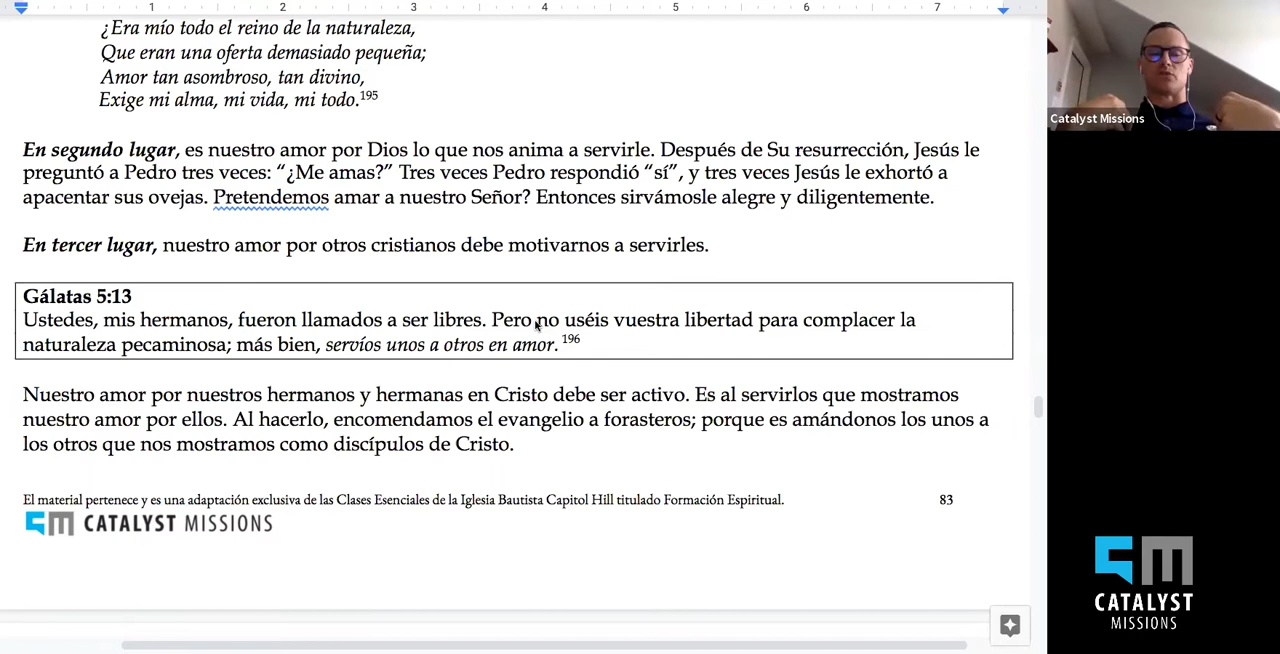 1 2 3 4 5 6 7
¿Era mío todo el reino de la naturaleza,
Que eran una oferta demasiado pequeña;
Amor tan asombroso, tan divino,
Exige mi alma, mi vida, mi todo.195
Catalyst Missions
En segundo lugar, es nuestro amor por Dios lo que nos anima a servirle. Después de Su resurrección, Jesús le
preguntó a Pedro tres veces: “¿Me amas?” Tres veces Pedro respondió “sí”, y tres veces Jesús le exhortó a
apacentar sus ovejas. Pretendemos amar a nuestro Señor? Entonces sirvámosle alegre y diligentemente.
En tercer lugar, nuestro amor por otros cristianos debe motivarnos a servirles.
Gálatas 5:13
Ustedes, mis hermanos, fueron llamados a ser libres. Pero no uséis vuestra libertad para complacer la
naturaleza pecaminosa; más bien, servíos unos a otros en amor. 196
Nuestro amor por nuestros hermanos y hermanas en Cristo debe ser activo. Es al servirlos que mostramos
nuestro amor por ellos. Al hacerlo, encomendamos el evangelio a forasteros; porque es amándonos los unos a
los otros que nos mostramos como discípulos de Cristo.
El material pertenece y es una adaptación exclusiva de las Clases Esenciales de la Iglesia Bautista Capitol Hill titulado Formación Espiritual. 83
CATALYST MISSIONS
CATALYST
MISSIONS